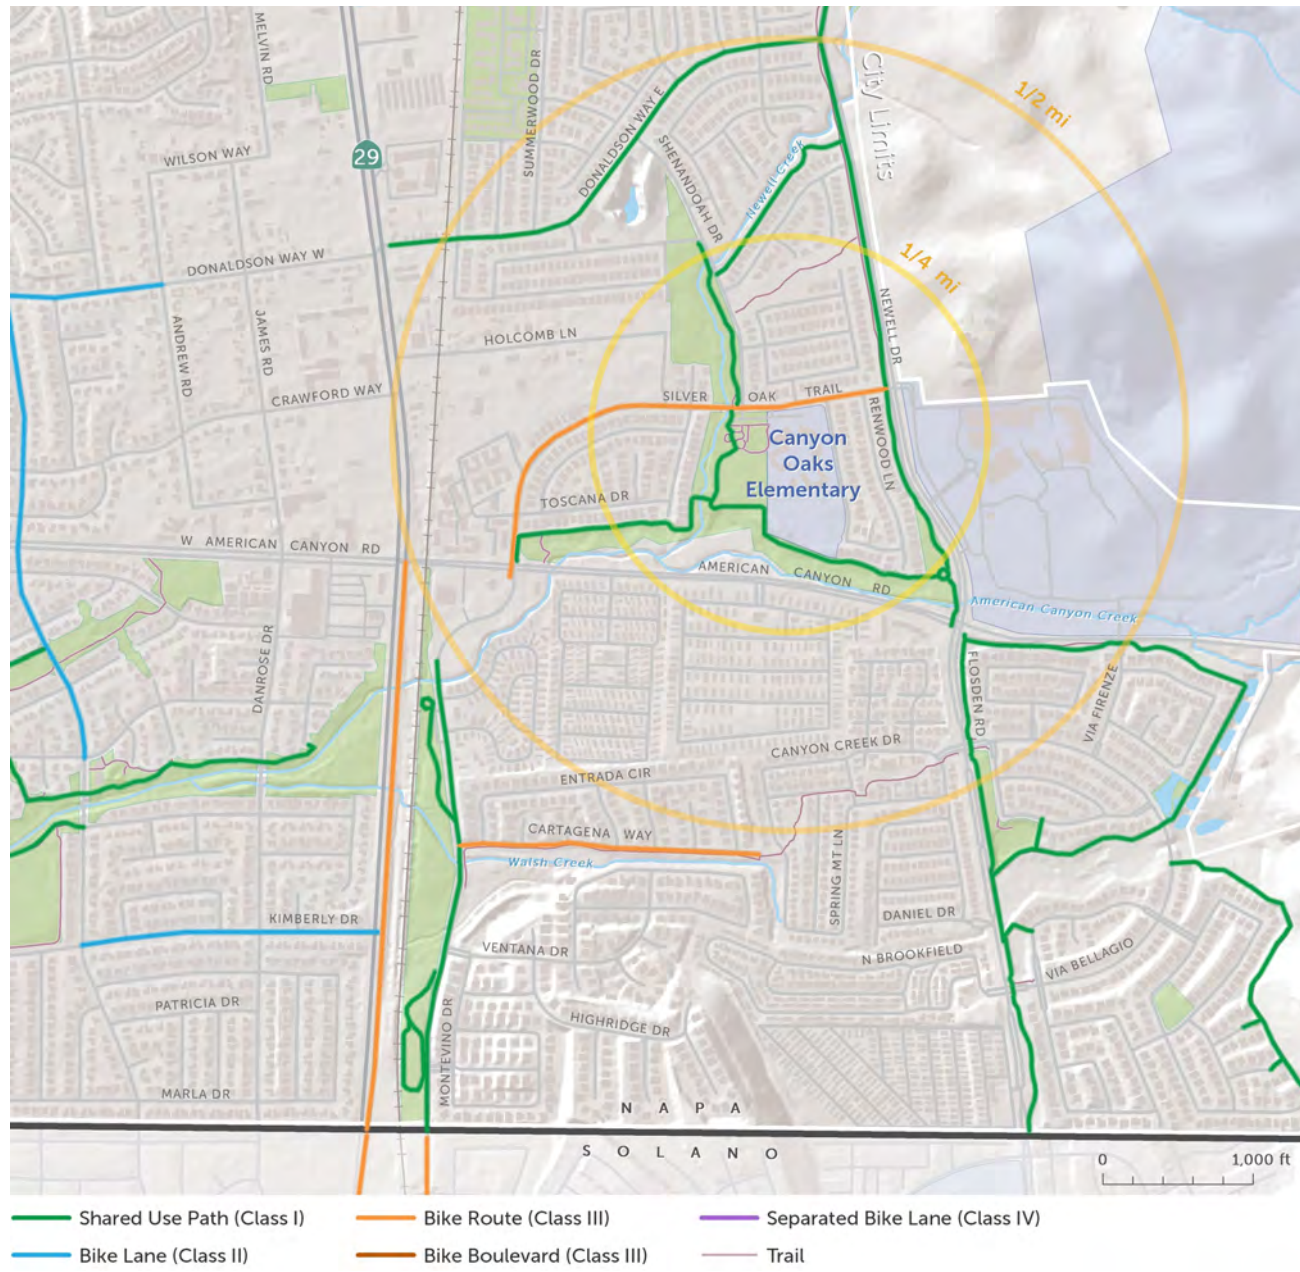 MELVIN RD
SUMMERWOOD DR
City Limits
1/2 mi
DONALDSON WAY E
WILSON WAY
29
SHENANDOAH DR
Newell Creek
DONALDSON WAY W
1/4 mi
ANDREW RD
JAMES RD
HOLCOMB LN
NEWELL DR
CRAWFORD WAY
SILVER OAK TRAIL
RENWOOD LN
Canyon
Oaks
Elementary
TOSCANA DR
W AMERICAN CANYON RD
AMERICAN CANYON RD
American Canyon Creek
DANROSE DR
FLOSDEN RD
VIA FIRENZE
CANYON CREEK DR
ENTRADA CIR
CARTAGENA WAY
Walsh Creek
SPRING MT LN
KIMBERLY DR
DANIEL DR
VENTANA DR
N BROOKFIELD
VIA BELLAGIO
PATRICIA DR
HIGHRIDGE DR
MONTEVINO DR
MARLA DR
NAPA
SOLANO
0 1,000 ft
Shared Use Path (Class I)
Bike Route (Class III)
Separated Bike Lane (Class IV)
Bike Lane (Class II)
Bike Boulevard (Class III)
Trail